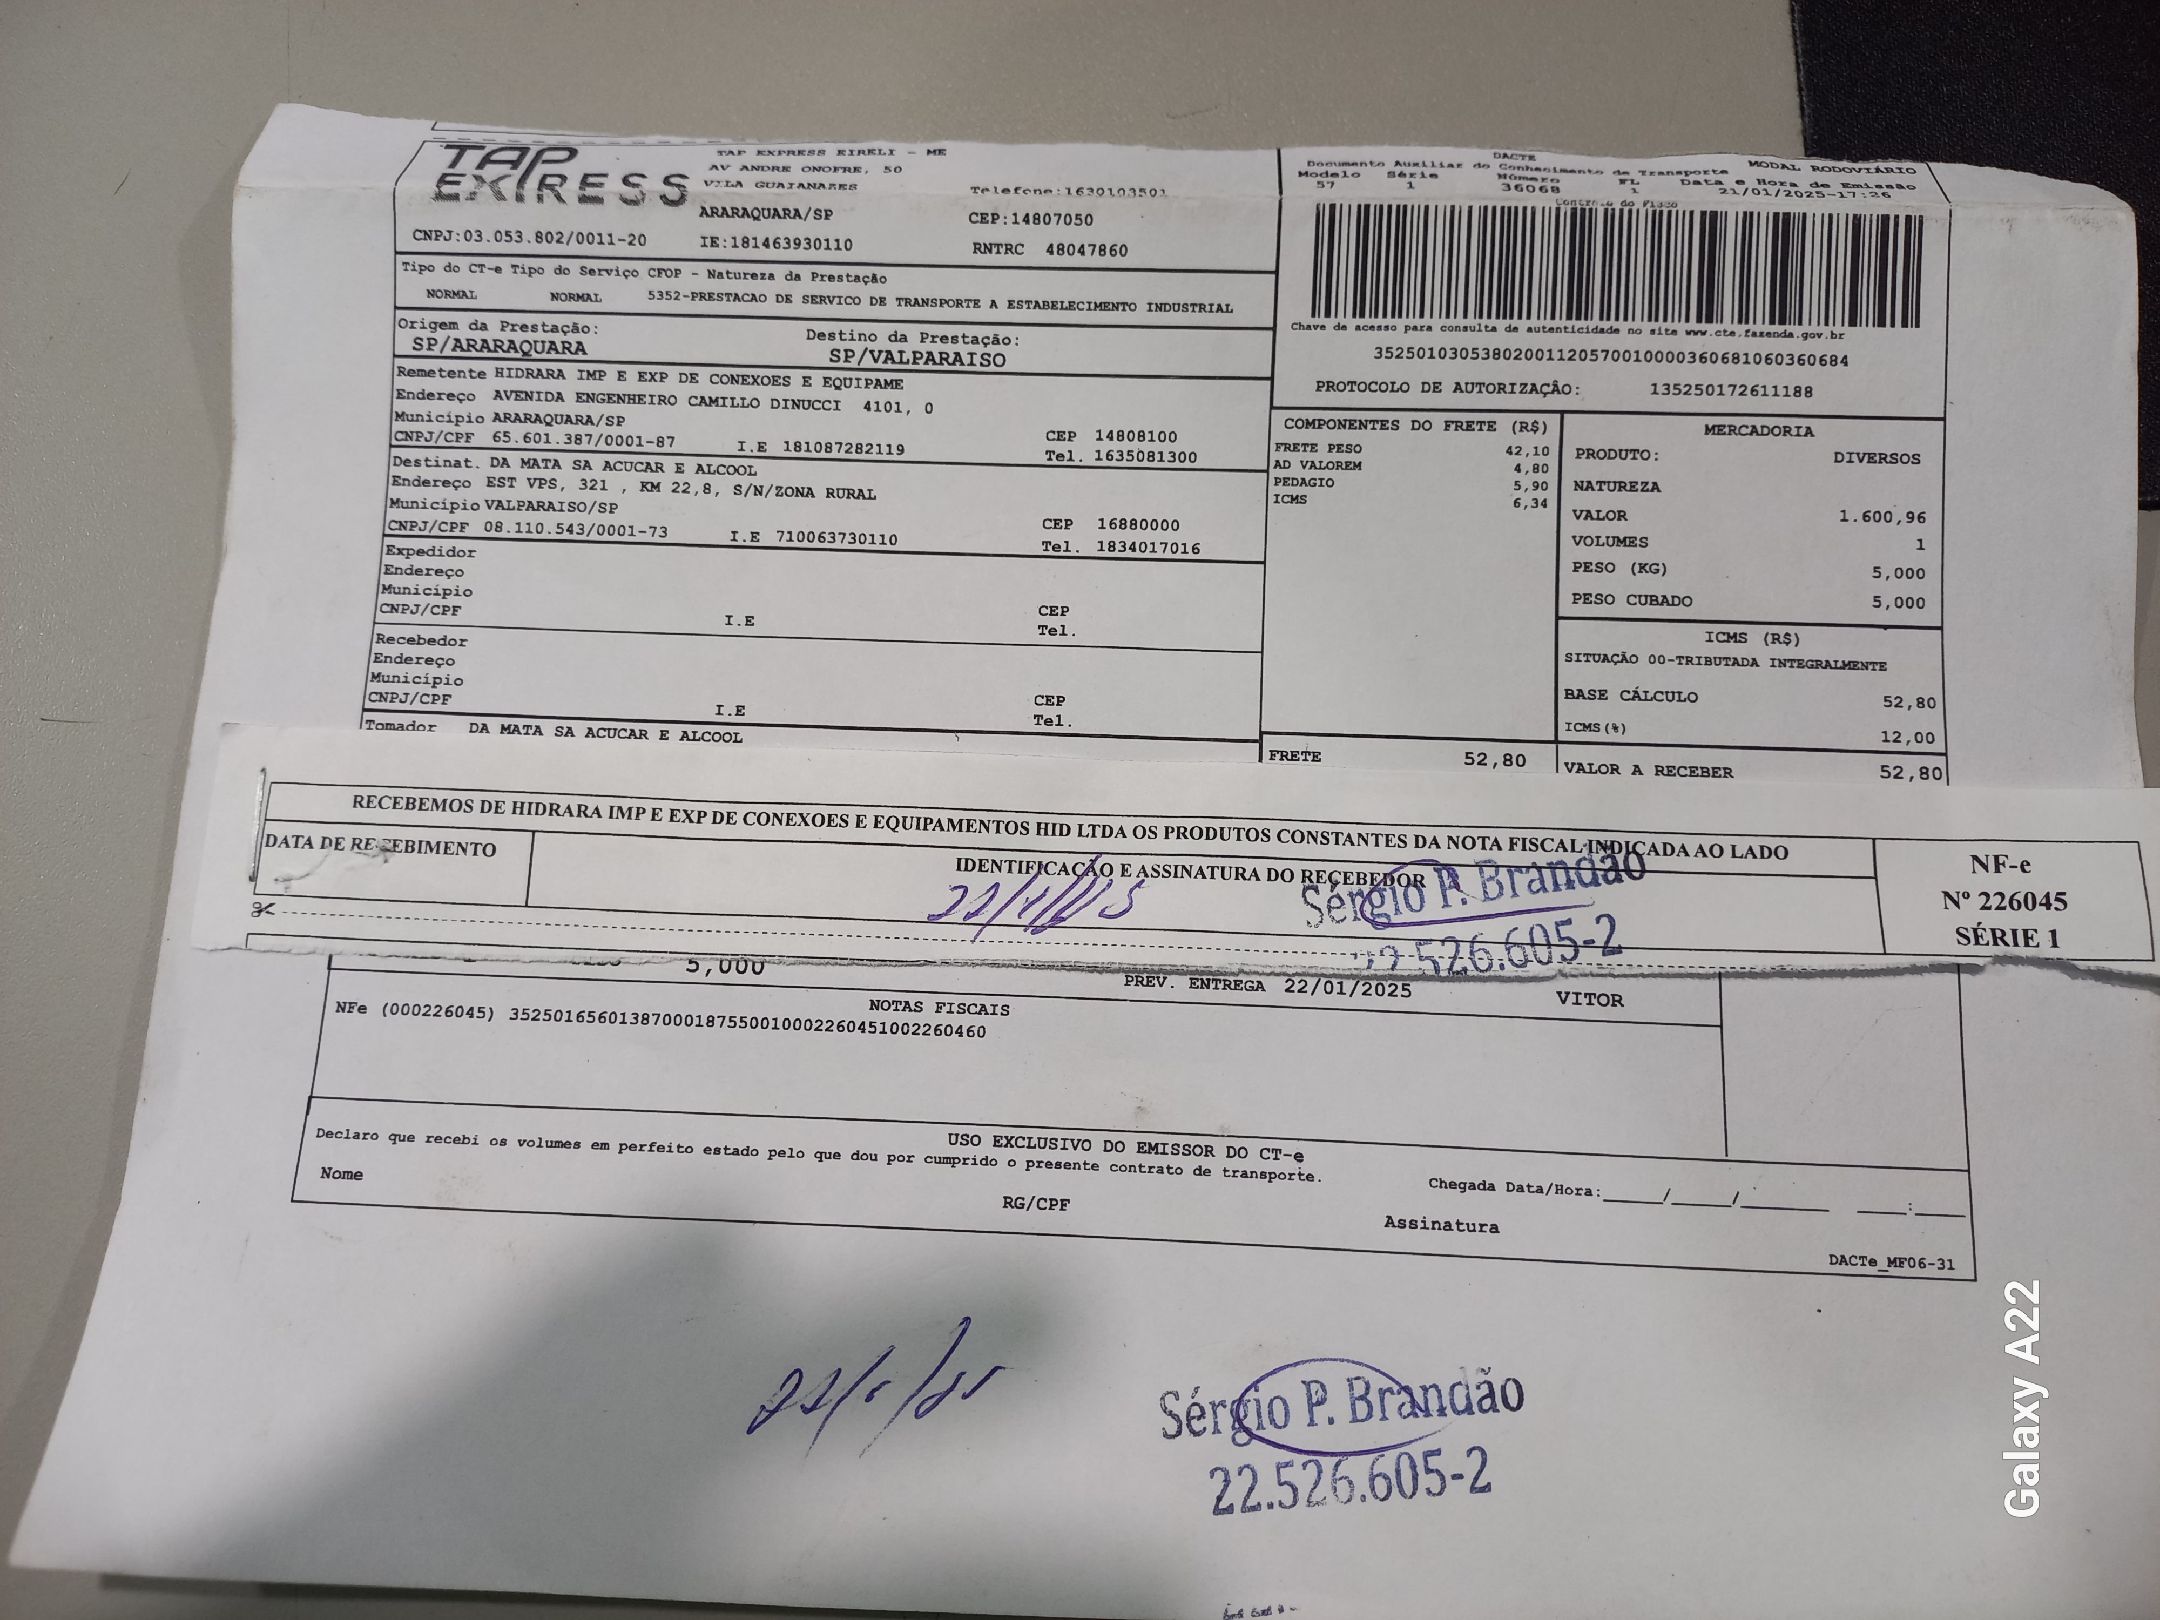 TAP EXPRESS
TAP EXPRESS EIRELI - ME
AV ANDRE ONOFRE, 50
VILA GUAIANARES Telefone:1630103501
ARARAQUARA/SP CEP:14807050
CNPJ:03.053.802/0011-20 IE:181463930110 RNTRC 48047860
DACTE MODAL RODOVIÁRIO
Documento Auxiliar do Conhecimento de Transporte
Modelo Série Número FL Data e Hora de Emissão
57 1 36068 1 21/01/2025-17:26
Controle do Fisco
Tipo do CT-e Tipo do Serviço CFOP - Natureza da Prestação
NORMAL NORMAL 5352-PRESTACAO DE SERVICO DE TRANSPORTE A ESTABELECIMENTO INDUSTRIAL
Chave de acesso para consulta de autenticidade no site www.cte.fazenda.gov.br
35250103053802001120570010000360681060360684
PROTOCOLO DE AUTORIZAÇÂO: 135250172611188
Origem da Prestação: Destino da Prestação:
SP/ARARAQUARA SP/VALPARAISO
Remetente HIDRARA IMP E EXP DE CONEXOES E EQUIPAME
Endereço AVENIDA ENGENHEIRO CAMILLO DINUCCI 4101, 0
Município ARARAQUARA/SP CEP 14808100
CNPJ/CPF 65.601.387/0001-87 I.E 181087282119 Tel. 1635081300
Destinat. DA MATA SA ACUCAR E ALCOOL
Endereço EST VPS, 321 , KM 22,8, S/N/ZONA RURAL
Município VALPARAISO/SP CEP 16880000
CNPJ/CPF 08.110.543/0001-73 I.E 710063730110 Tel. 1834017016
Expedidor
Endereço
Município CEP
CNPJ/CPF I.E Tel.
Recebedor
Endereço
Município CEP
CNPJ/CPF I.E Tel.
Tomador DA MATA SA ACUCAR E ALCOOL
COMPONENTES DO FRETE (R$)
FRETE PESO 42,10
AD VALOREM 4,80
PEDAGIO 5,90
ICMS 6,34
FRETE 52,80
MERCADORIA
PRODUTO: DIVERSOS
NATUREZA
VALOR 1.600,96
VOLUMES 1
PESO (KG) 5,000
PESO CUBADO 5,000
ICMS (R$)
SITUAÇÃO 00-TRIBUTADA INTEGRALMENTE
BASE CÁLCULO 52,80
ICMS(%) 12,00
VALOR A RECEBER 52,80
RECEBEMOS DE HIDRARA IMP E EXP DE CONEXOES E EQUIPAMENTOS HID LTDA OS PRODUTOS CONSTANTES DA NOTA FISCAL INDICADA AO LADO
DATA DE RECEBIMENTO IDENTIFICAÇÃO E ASSINATURA DO RECEBEDOR
NF-e
Nº 226045
SÉRIE 1
Sérgio P. Brandão
22.526.605-2
5,000
PREV. ENTREGA 22/01/2025 VITOR
NOTAS FISCAIS
NFe (000226045) 35250165601387000187550010002260451002260460
USO EXCLUSIVO DO EMISSOR DO CT-e
Declaro que recebi os volumes em perfeito estado pelo que dou por cumprido o presente contrato de transporte.
Nome RG/CPF Assinatura
Chegada Data/Hora:____/____/______ ___:___
DACTe_MF06-31
Sérgio P. Brandão
22.526.605-2
Galaxy A22